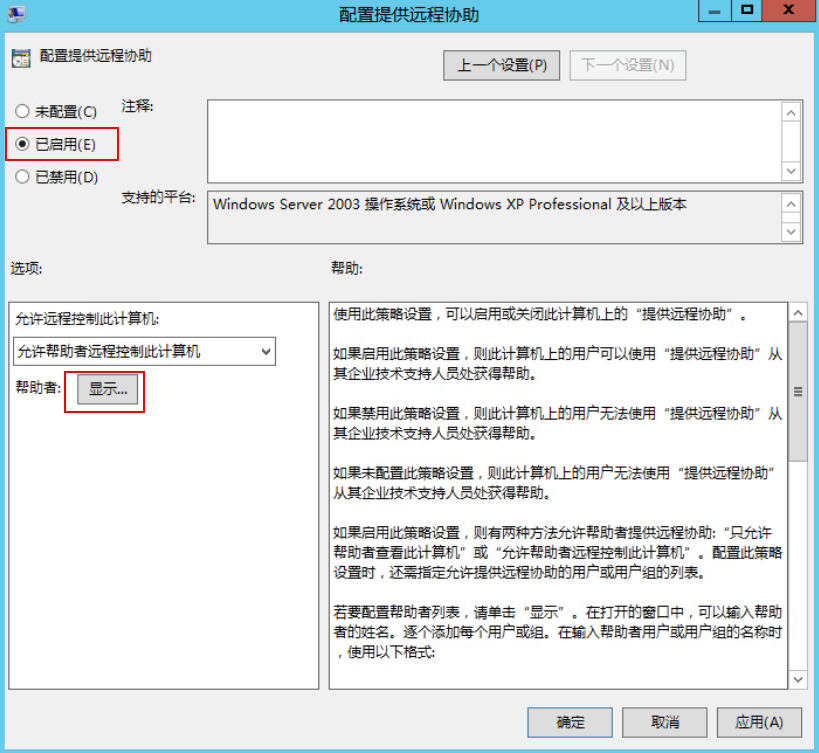 配置提供远程协助
配置提供远程协助
上一个设置(P)
下一个设置(N)
未配置(C)
注释:
已启用(E)
已禁用(D)
支持的平台:
Windows Server 2003 操作系统或 Windows XP Professional 及以上版本
选项:
帮助:
允许远程控制此计算机:
允许帮助者远程控制此计算机
帮助者:
显示...
使用此策略设置，可以启用或关闭此计算机上的“提供远程协助”。
如果启用此策略设置，则此计算机上的用户可以使用“提供远程协助”从
其企业技术支持人员处获得帮助。
如果禁用此策略设置，则此计算机上的用户无法使用“提供远程协助”从
其企业技术支持人员处获得帮助。
如果未配置此策略设置，则此计算机上的用户无法使用“提供远程协助”
从其企业技术支持人员处获得帮助。
如果启用此策略设置，则有两种方法允许帮助者提供远程协助:“只允许
帮助者查看此计算机”或“允许帮助者远程控制此计算机”。配置此策略
设置时，还需指定允许提供远程协助的用户或用户组的列表。
若要配置帮助者列表，请单击“显示”。在打开的窗口中，可以输入帮助
者的姓名。逐个添加每个用户或组。在输入帮助者用户或用户组的名称时
，使用以下格式:
确定
取消
应用(A)